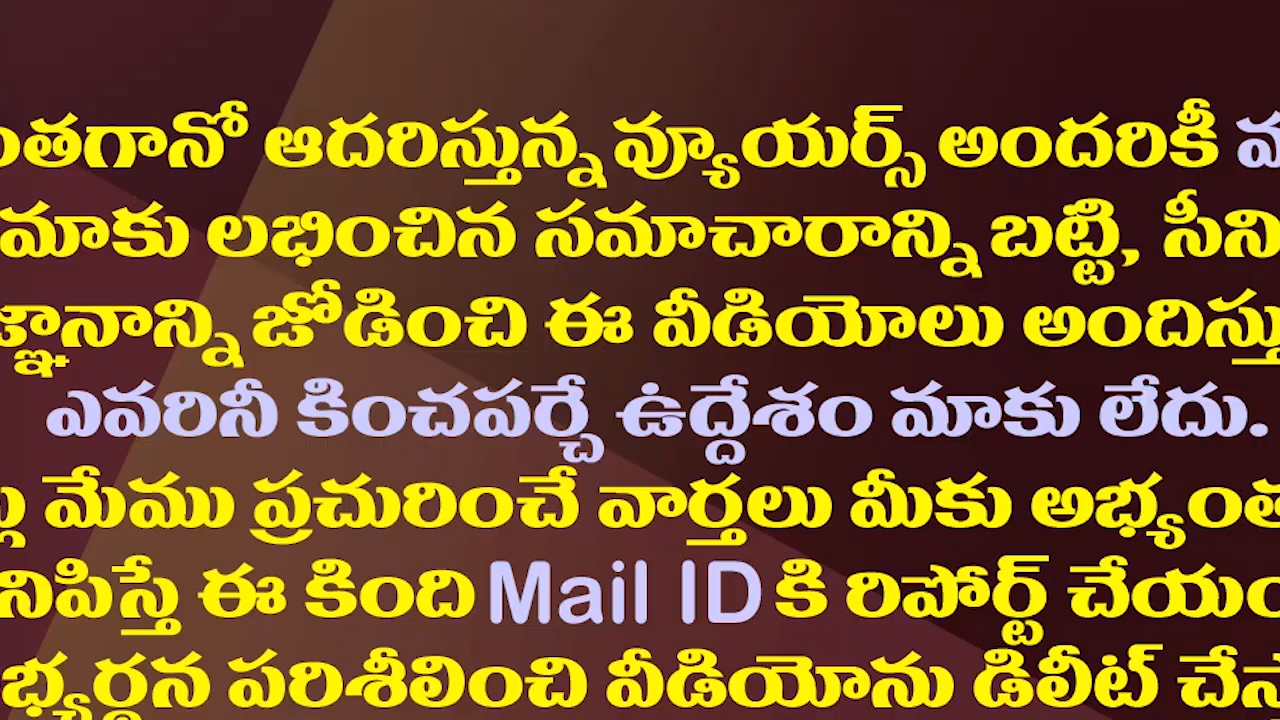 ంతగానో ఆదరిస్తున్న వ్యూయర్స్ అందరికీ
మాకు లభించిన సమాచారాన్ని బట్టి, సీని
జ్ఞానాన్ని జోడించి ఈ వీడియోలు అందిస్తు
ఎవరినీ కించపర్చే ఉద్దేశం మాకు లేదు.
మేము ప్రచురించే వార్తలు మీకు అభ్యంత
నిపిస్తే ఈ కింది Mail ID కి రిపోర్ట్ చేయం
భ్యర్థన పరిశీలించి వీడియోను డిలీట్ చేస